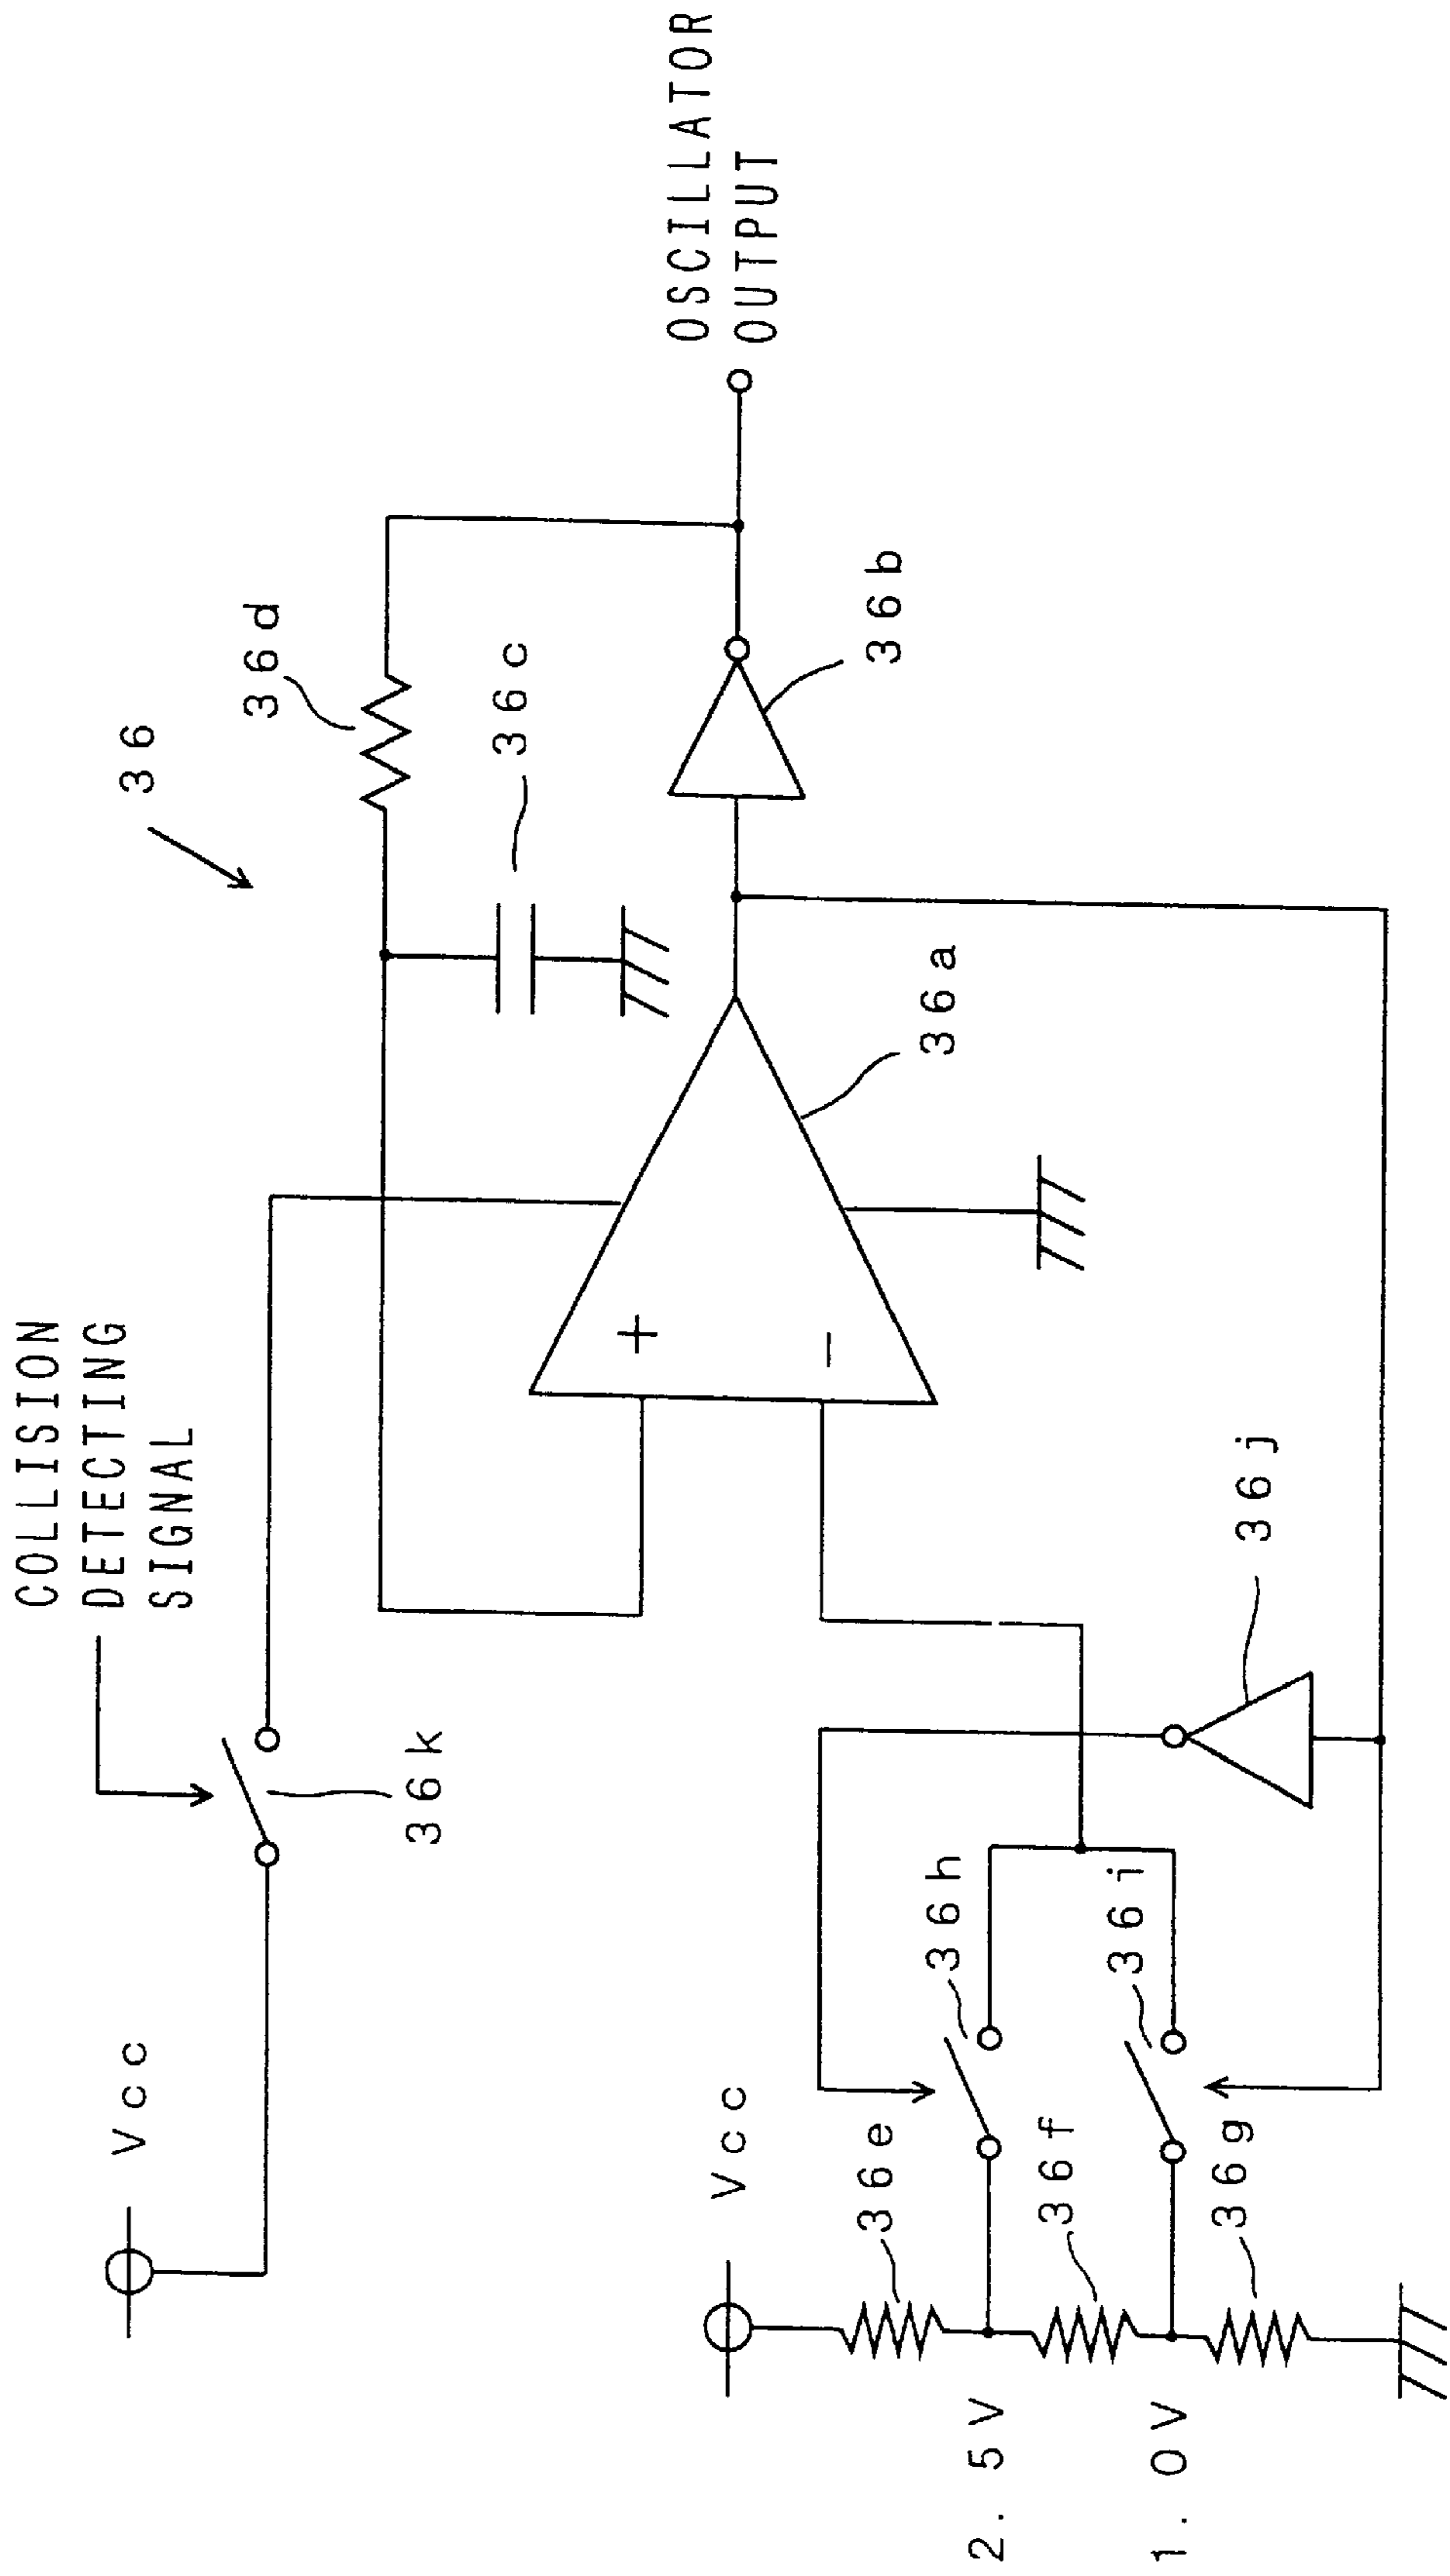 COLLISION
DETECTING
SIGNAL
Vcc
36k
36
36d
36c
OSCILLATOR
OUTPUT
36b
36a
+
−
Vcc
36e
36h
2.5V
36f
36i
1.0V
36g
36j